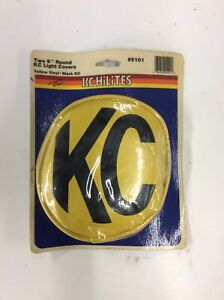 Two 6" Round
KC Light Covers
#5101
Yellow Vinyl - Black KC
KC HiLiTES
KC